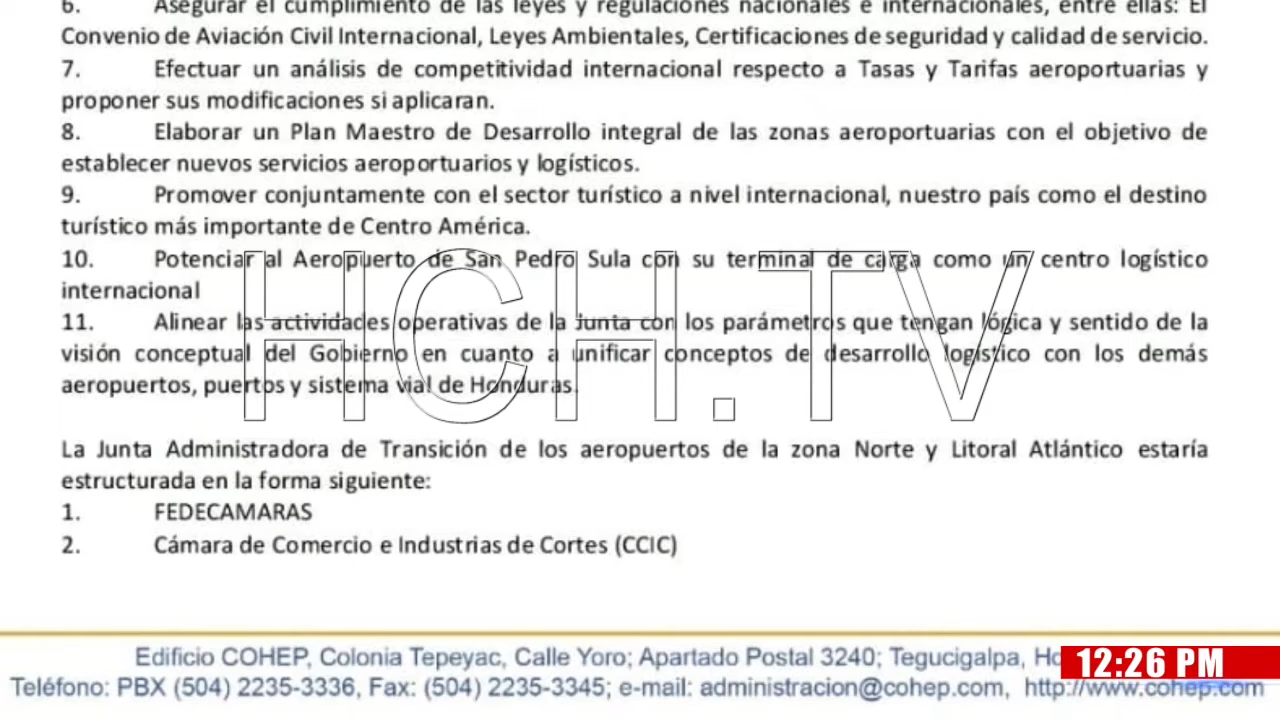 6. Asegurar el cumplimiento de las leyes y regulaciones nacionales e internacionales, entre ellas: El
Convenio de Aviación Civil Internacional, Leyes Ambientales, Certificaciones de seguridad y calidad de servicio.
7. Efectuar un análisis de competitividad internacional respecto a Tasas y Tarifas aeroportuarias y
proponer sus modificaciones si aplicaran.
8. Elaborar un Plan Maestro de Desarrollo integral de las zonas aeroportuarias con el objetivo de
establecer nuevos servicios aeroportuarios y logísticos.
9. Promover conjuntamente con el sector turístico a nivel internacional, nuestro país como el destino
turístico más importante de Centro América.
10. Potenciar al Aeropuerto de San Pedro Sula con su terminal de carga como un centro logístico
internacional
11. Alinear las actividades operativas de la Junta con los parámetros que tengan lógica y sentido de la
visión conceptual del Gobierno en cuanto a unificar conceptos de desarrollo logístico con los demás
aeropuertos, puertos y sistema vial de Honduras.
HCH.TV
La Junta Administradora de Transición de los aeropuertos de la zona Norte y Litoral Atlántico estaría
estructurada en la forma siguiente:
1. FEDECAMARAS
2. Cámara de Comercio e Industrias de Cortes (CCIC)
Edificio COHEP, Colonia Tepeyac, Calle Yoro; Apartado Postal 3240; Tegucigalpa,
12:26 PM
Teléfono: PBX (504) 2235-3336, Fax: (504) 2235-3345; e-mail: administracion@cohep.com, http://www.cohep.com